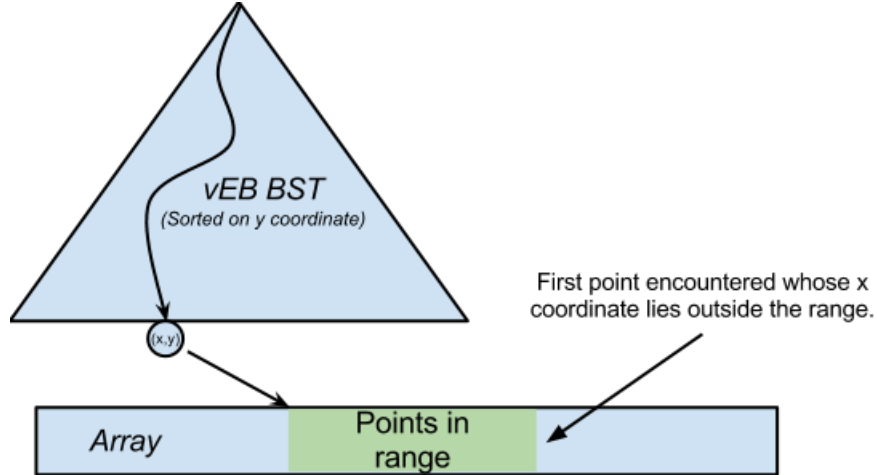 vEB BST
(Sorted on y coordinate)
First point encountered whose x
coordinate lies outside the range.
(x,y)
Array
Points in
range